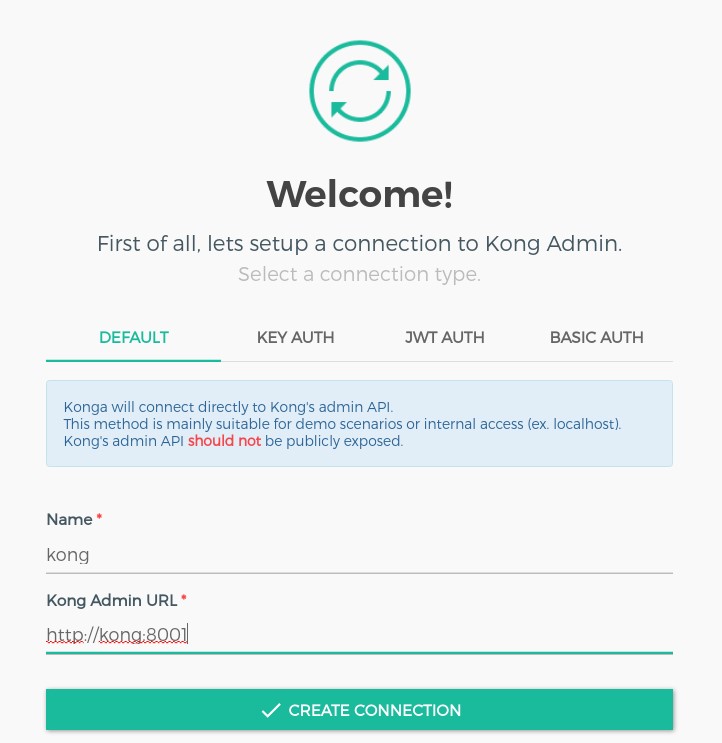 Welcome!
First of all, lets setup a connection to Kong Admin.
Select a connection type.
DEFAULT KEY AUTH JWT AUTH BASIC AUTH
Konga will connect directly to Kong's admin API.
This method is mainly suitable for demo scenarios or internal access (ex. localhost).
Kong's admin API should not be publicly exposed.
Name *
kong
Kong Admin URL *
http://kong:8001
CREATE CONNECTION